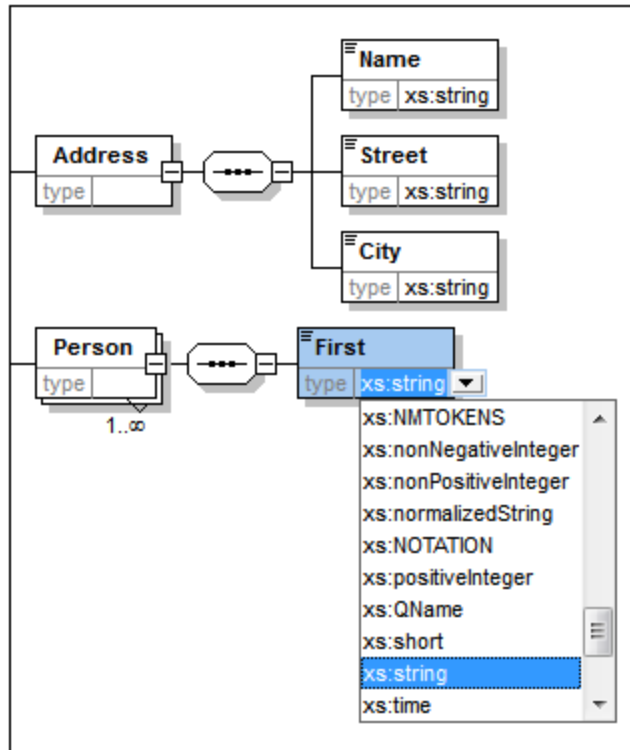 Name
type xs:string
Address
type
Street
type xs:string
City
type xs:string
Person
type
1..∞
First
type xs:string
xs:NMTOKENS
xs:nonNegativeInteger
xs:nonPositiveInteger
xs:normalizedString
xs:NOTATION
xs:positiveInteger
xs:QName
xs:short
xs:string
xs:time